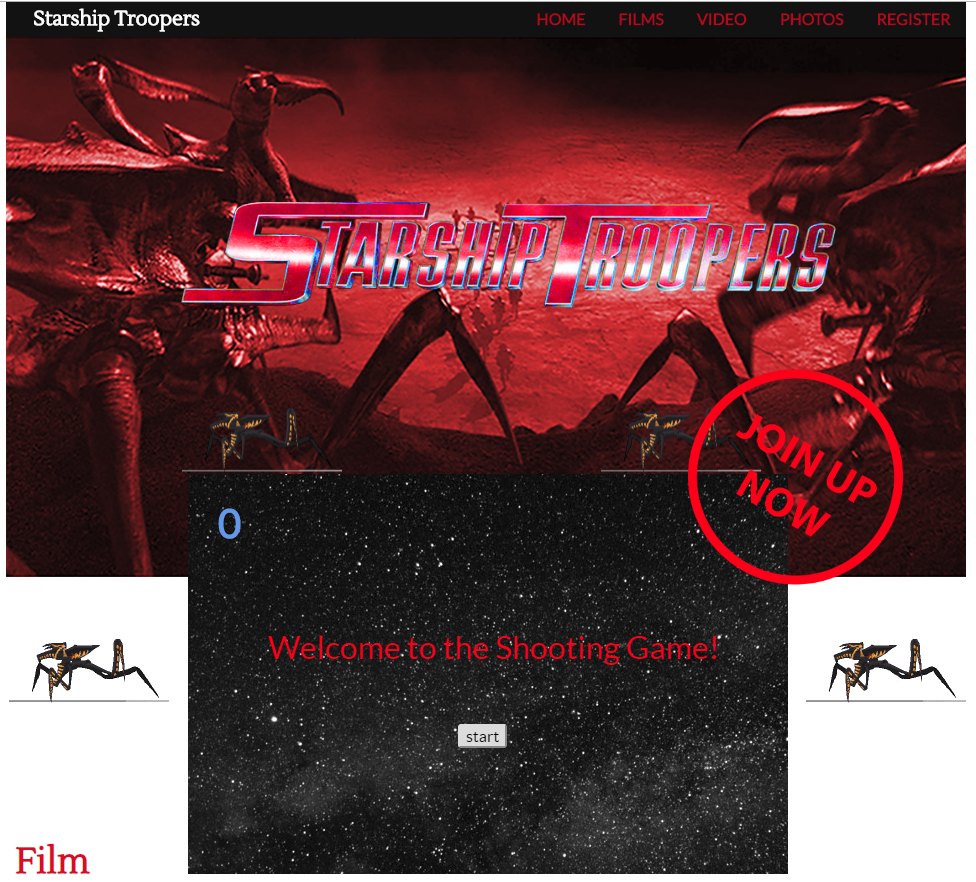 Starship Troopers
HOME FILMS VIDEO PHOTOS REGISTER
STARSHIP TROOPERS
JOIN UP
NOW
0
Welcome to the Shooting Game!
start
Film